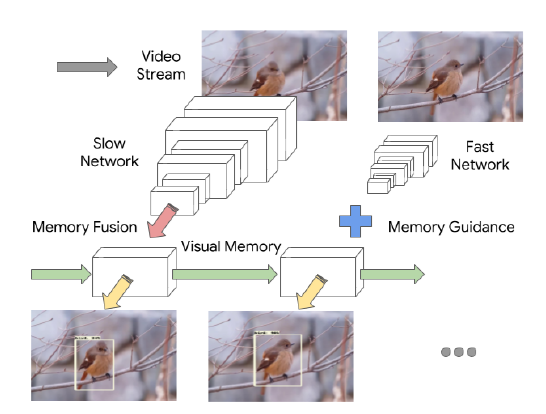 Video
Stream
Slow
Network
Fast
Network
Memory Fusion
Memory Guidance
Visual Memory